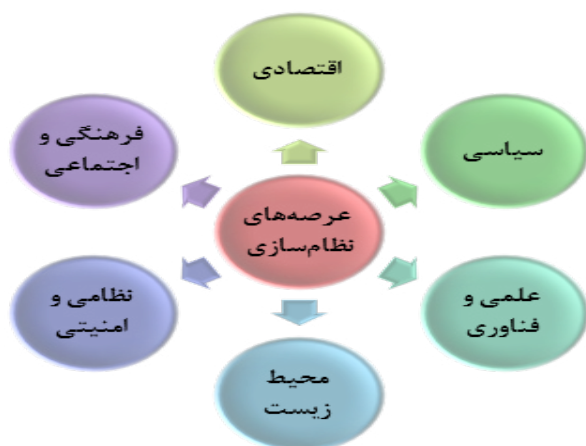 اقتصادی
سیاسی
فرهنگی و
اجتماعی
عرصه‌های
نظام‌سازی
علمی و
فناوری
نظامی و
امنیتی
محیط
زیست